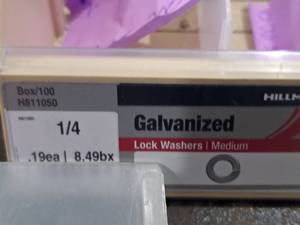 Box/100
H811050
HILLM
1/4
Galvanized
Lock Washers | Medium
.19ea | 8.49bx